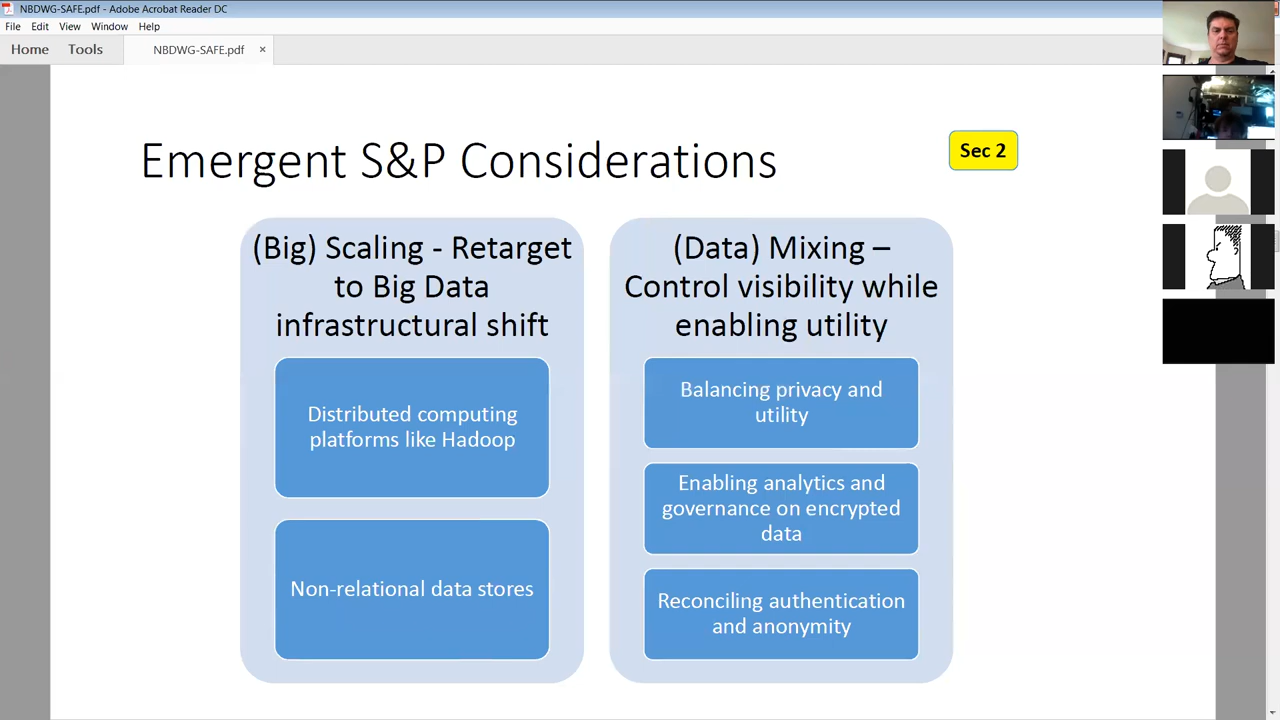 NBDWG-SAFE.pdf - Adobe Acrobat Reader DC
File Edit View Window Help
Home Tools NBDWG-SAFE.pdf ×
Emergent S&P Considerations
Sec 2
(Big) Scaling - Retarget
to Big Data
infrastructural shift
Distributed computing
platforms like Hadoop
Non-relational data stores
(Data) Mixing –
Control visibility while
enabling utility
Balancing privacy and
utility
Enabling analytics and
governance on encrypted
data
Reconciling authentication
and anonymity